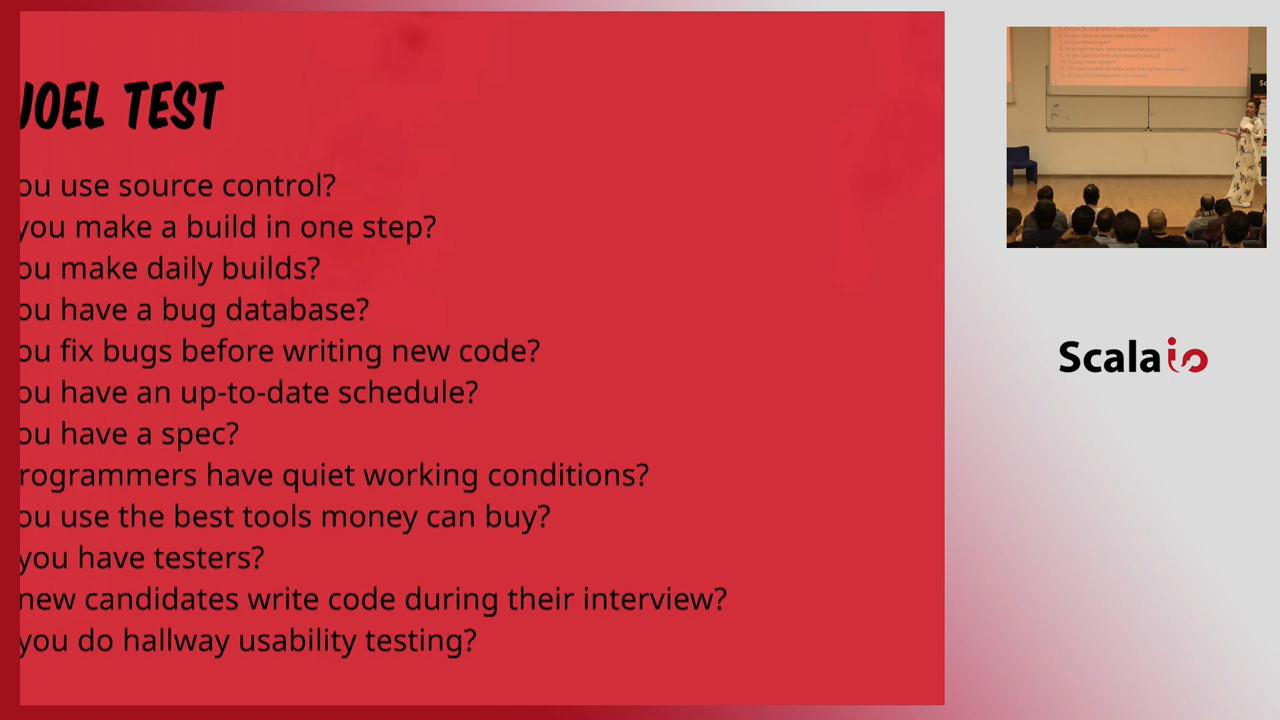 JOEL TEST
ou use source control?
you make a build in one step?
ou make daily builds?
ou have a bug database?
ou fix bugs before writing new code?
ou have an up-to-date schedule?
ou have a spec?
rogrammers have quiet working conditions?
ou use the best tools money can buy?
you have testers?
new candidates write code during their interview?
you do hallway usability testing?
Scala io